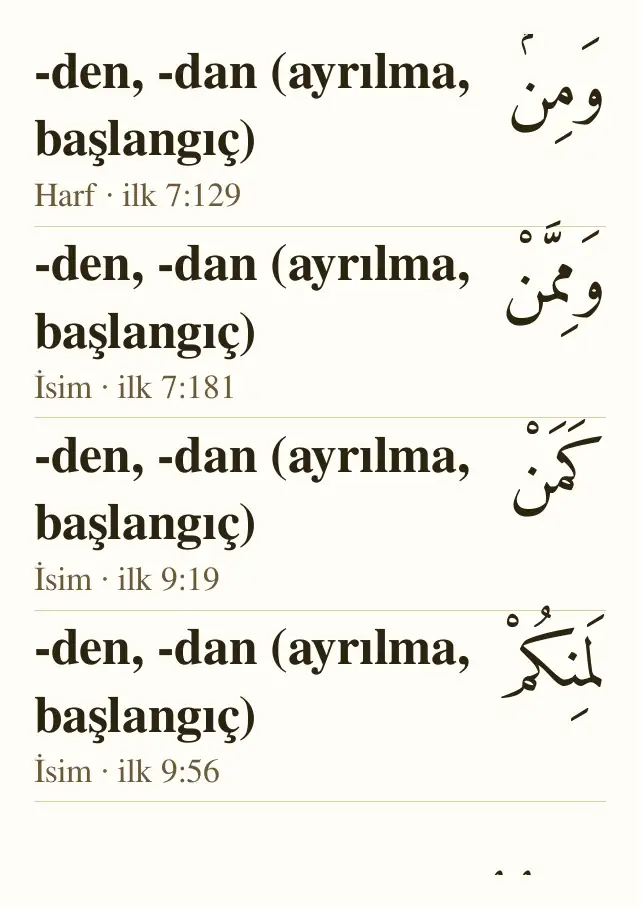 -den, -dan (ayrılma, وَمِنۡ
başlangıç)
Harf · ilk 7:129
-den, -dan (ayrılma, وَمِمَّنْ
başlangıç)
İsim · ilk 7:181
-den, -dan (ayrılma, كَمَنْ
başlangıç)
İsim · ilk 9:19
-den, -dan (ayrılma, لَمِنكُمْ
başlangıç)
İsim · ilk 9:56